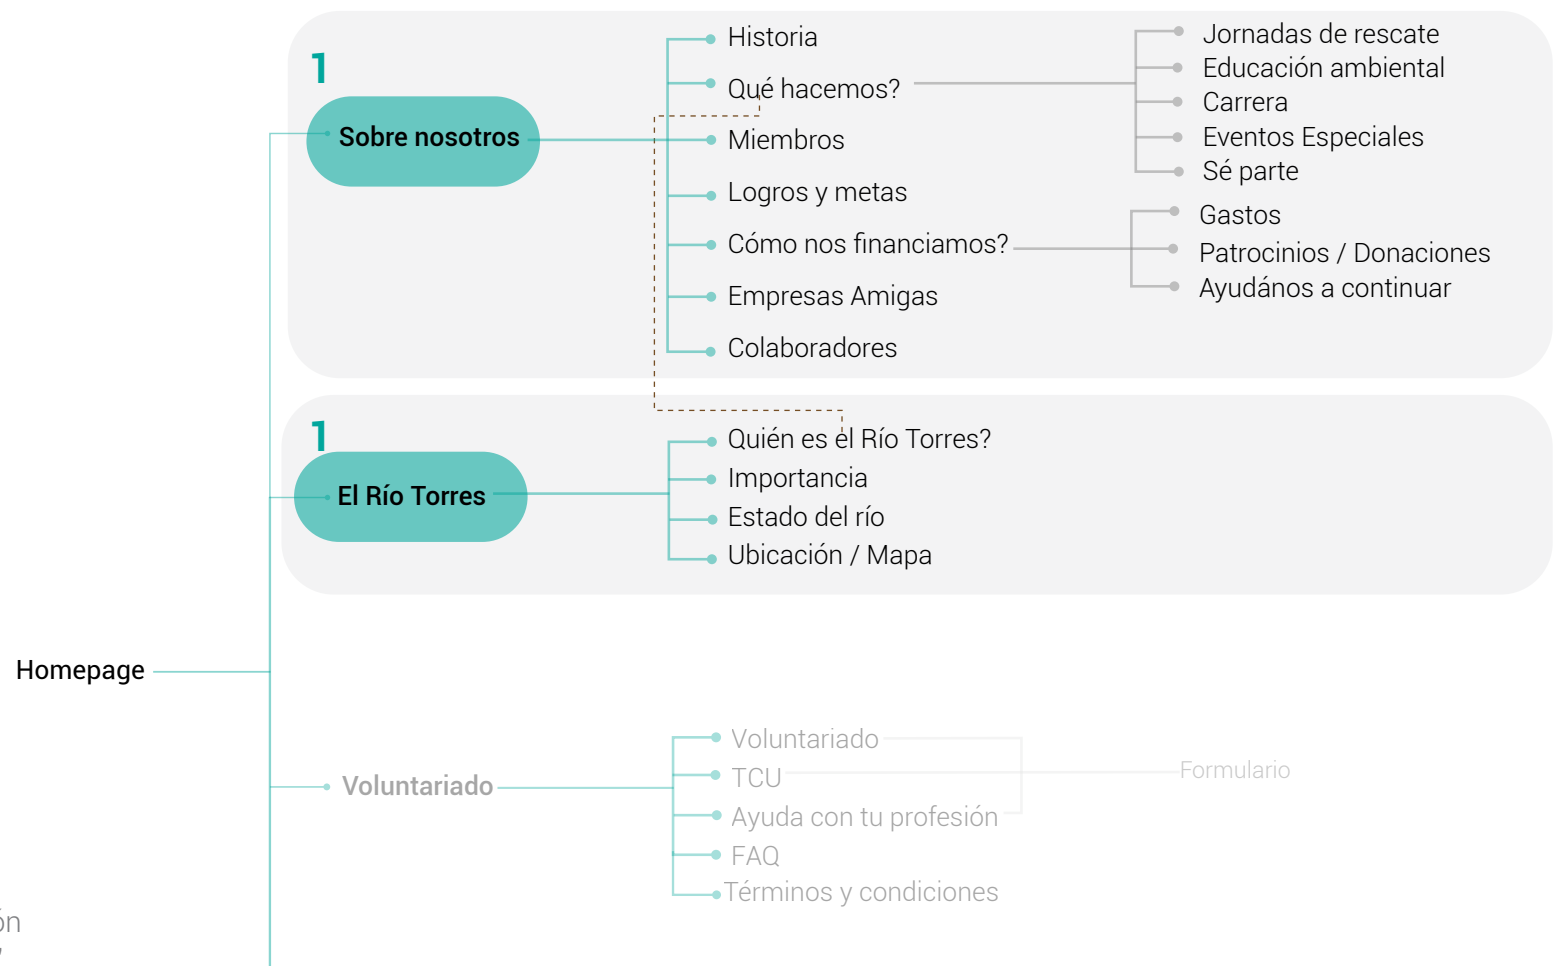 1
Sobre nosotros
Historia
Qué hacemos?
Miembros
Logros y metas
Cómo nos financiamos?
Empresas Amigas
Colaboradores
Jornadas de rescate
Educación ambiental
Carrera
Eventos Especiales
Sé parte
Gastos
Patrocinios / Donaciones
Ayudános a continuar
1
El Río Torres
Quién es el Río Torres?
Importancia
Estado del río
Ubicación / Mapa
Homepage
Voluntariado
Voluntariado
TCU
Ayuda con tu profesión
FAQ
Términos y condiciones
Formulario
ón